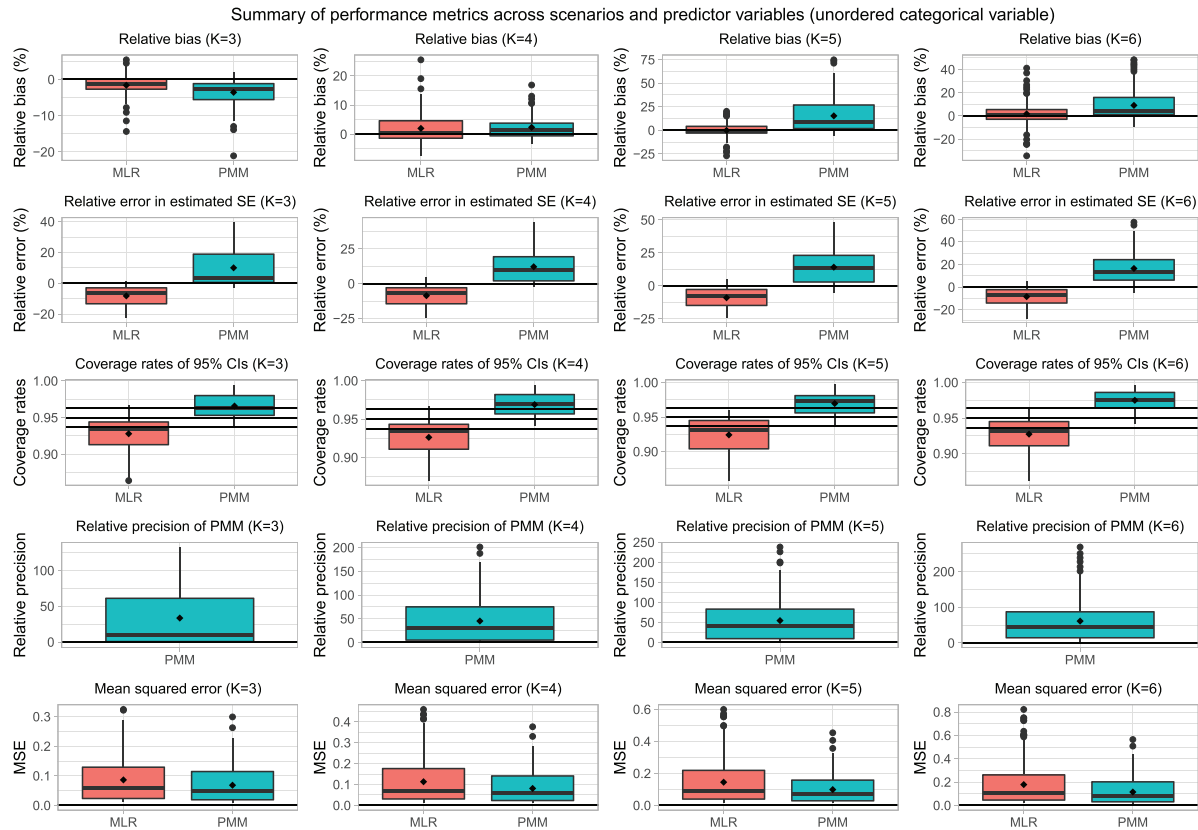 Summary of performance metrics across scenarios and predictor variables (unordered categorical variable)
Relative bias (K=3)
Relative bias (%)
0
−10
−20
MLR
PMM
Relative bias (K=4)
Relative bias (%)
20
10
0
MLR
PMM
Relative bias (K=5)
Relative bias (%)
75
50
25
0
−25
MLR
PMM
Relative bias (K=6)
Relative bias (%)
40
20
0
−20
MLR
PMM
Relative error in estimated SE (K=3)
Relative error (%)
40
20
0
−20
MLR
PMM
Relative error in estimated SE (K=4)
Relative error (%)
25
0
−25
MLR
PMM
Relative error in estimated SE (K=5)
Relative error (%)
50
25
0
−25
MLR
PMM
Relative error in estimated SE (K=6)
Relative error (%)
60
40
20
0
−20
MLR
PMM
Coverage rates of 95% CIs (K=3)
Coverage rates
1.00
0.95
0.90
MLR
PMM
Coverage rates of 95% CIs (K=4)
Coverage rates
1.00
0.95
0.90
MLR
PMM
Coverage rates of 95% CIs (K=5)
Coverage rates
1.00
0.95
0.90
MLR
PMM
Coverage rates of 95% CIs (K=6)
Coverage rates
1.00
0.95
0.90
MLR
PMM
Relative precision of PMM (K=3)
Relative precision
100
50
0
PMM
Relative precision of PMM (K=4)
Relative precision
200
150
100
50
0
PMM
Relative precision of PMM (K=5)
Relative precision
250
200
150
100
50
0
PMM
Relative precision of PMM (K=6)
Relative precision
200
100
0
PMM
Mean squared error (K=3)
MSE
0.3
0.2
0.1
0.0
MLR
PMM
Mean squared error (K=4)
MSE
0.4
0.3
0.2
0.1
0.0
MLR
PMM
Mean squared error (K=5)
MSE
0.6
0.4
0.2
0.0
MLR
PMM
Mean squared error (K=6)
MSE
0.8
0.6
0.4
0.2
0.0
MLR
PMM